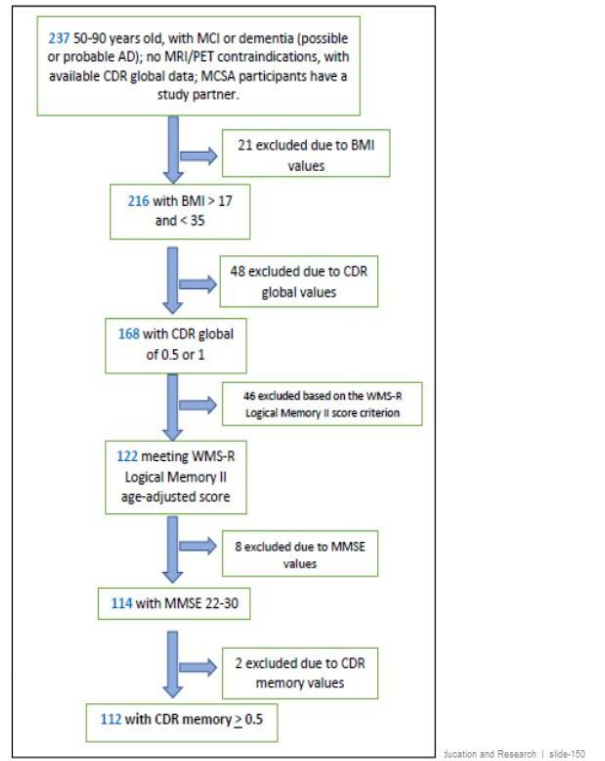 237 50-90 years old, with MCI or dementia (possible
or probable AD); no MRI/PET contraindications, with
available CDR global data; MCSA participants have a
study partner.
21 excluded due to BMI
values
216 with BMI > 17
and < 35
48 excluded due to CDR
global values
168 with CDR global
of 0.5 or 1
46 excluded based on the WMS-R
Logical Memory II score criterion
122 meeting WMS-R
Logical Memory II
age-adjusted score
8 excluded due to MMSE
values
114 with MMSE 22-30
2 excluded due to CDR
memory values
112 with CDR memory ≥ 0.5
ducation and Research | slide-150